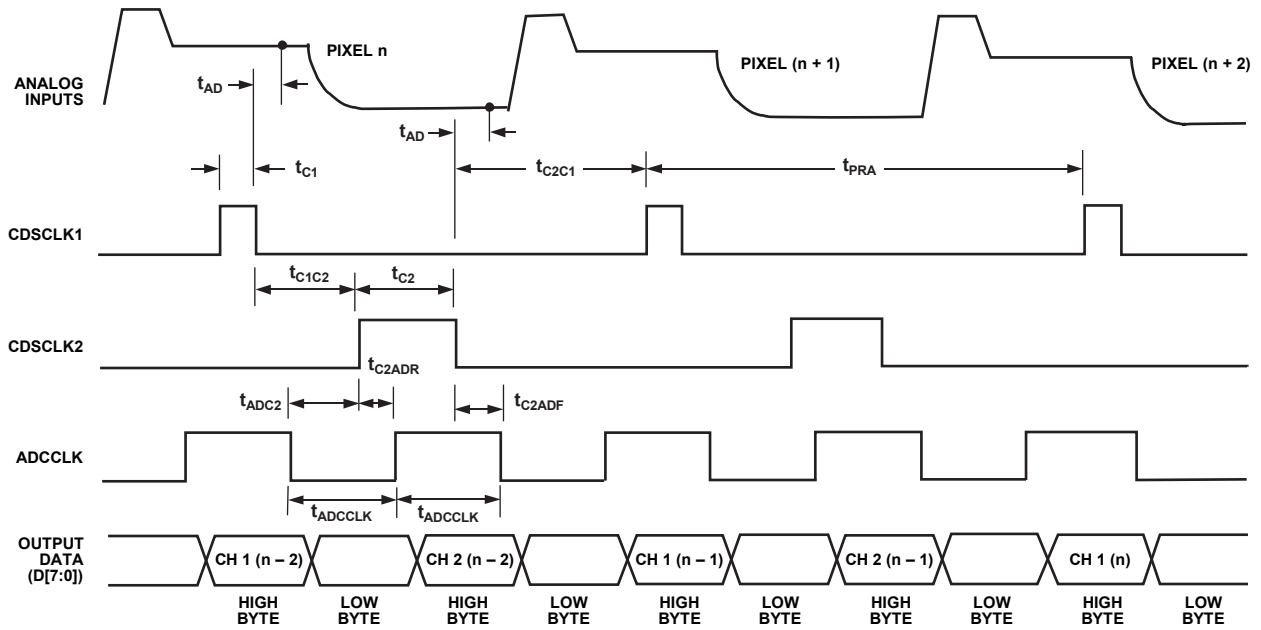 ANALOG
INPUTS
PIXEL n
PIXEL (n + 1)
PIXEL (n + 2)
tAD
tAD
tC1
tC2C1
tPRA
CDSCLK1
tC1C2
tC2
CDSCLK2
tC2ADR
tADC2
tC2ADF
ADCCLK
tADCCLK
tADCCLK
OUTPUT
DATA
(D[7:0])
CH 1 (n – 2)
CH 2 (n – 2)
CH 1 (n – 1)
CH 2 (n – 1)
CH 1 (n)
HIGH
BYTE
LOW
BYTE
HIGH
BYTE
LOW
BYTE
HIGH
BYTE
LOW
BYTE
HIGH
BYTE
LOW
BYTE
HIGH
BYTE
LOW
BYTE